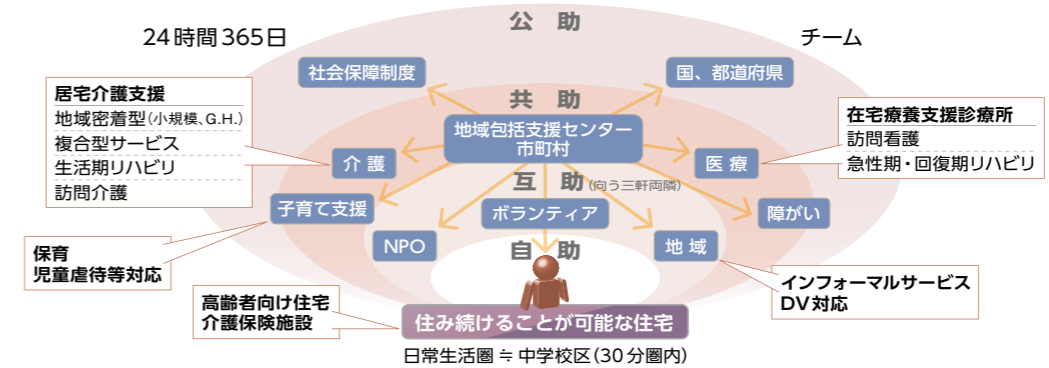 公 助
24時間365日
チーム
社会保障制度
国、都道府県
居宅介護支援
地域密着型(小規模、G.H.)
複合型サービス
生活期リハビリ
訪問介護
共 助
地域包括支援センター
市町村
在宅療養支援診療所
訪問看護
急性期・回復期リハビリ
介 護
医 療
互 助(向う三軒両隣)
子育て支援
ボランティア
障がい
NPO
地 域
自 助
保育
児童虐待等対応
インフォーマルサービス
DV対応
高齢者向け住宅
介護保険施設
住み続けることが可能な住宅
日常生活圏≒中学校区(30分圏内)